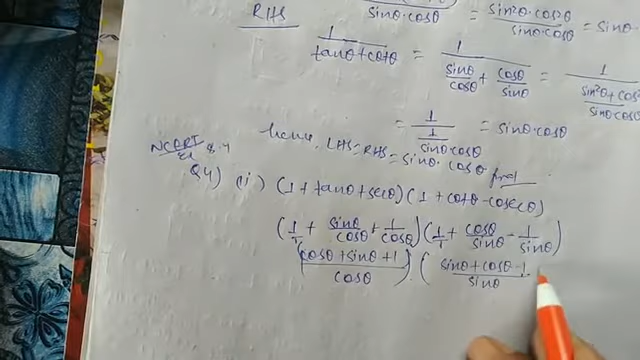 sinθ·cosθ = sin²θ·cos²θ / sinθ·cosθ = sinθ·
RHS
1/(tanθ+cotθ) = 1/(sinθ/cosθ + cosθ/sinθ) = 1/((sin²θ+cos²/sinθ·cosθ
= 1/(1/(sinθ·cosθ)) = sinθ·cosθ
NCERT
Q.4
hence, LHS=RHS=sinθ·cosθ
Q4) (i) (1+tanθ+secθ)(1+cotθ-cosecθ)
(1/1 + sinθ/cosθ + 1/cosθ)(1/1 + cosθ/sinθ - 1/sinθ)
((cosθ+sinθ+1)/cosθ)·((sinθ+cosθ-1)/sinθ